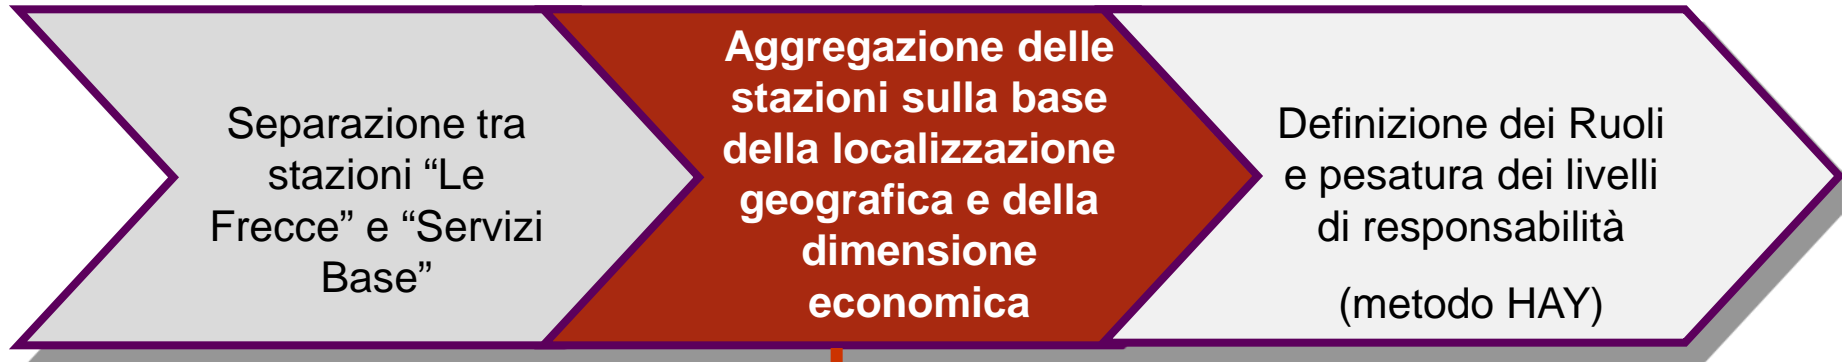 Separazione tra
stazioni “Le
Frecce” e “Servizi
Base”
Aggregazione delle
stazioni sulla base
della localizzazione
geografica e della
dimensione
economica
Definizione dei Ruoli
e pesatura dei livelli
di responsabilità
(metodo HAY)